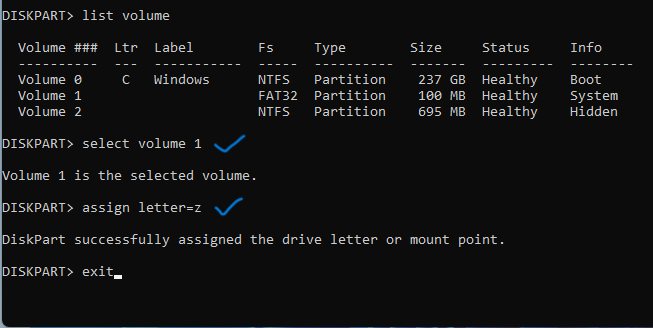 DISKPART> list volume
Volume ### Ltr Label Fs Type Size Status Info
---------- --- ----------- ----- ---------- ------- --------- --------
Volume 0 C Windows NTFS Partition 237 GB Healthy Boot
Volume 1 FAT32 Partition 100 MB Healthy System
Volume 2 NTFS Partition 695 MB Healthy Hidden
DISKPART> select volume 1
Volume 1 is the selected volume.
DISKPART> assign letter=z
DiskPart successfully assigned the drive letter or mount point.
DISKPART> exit